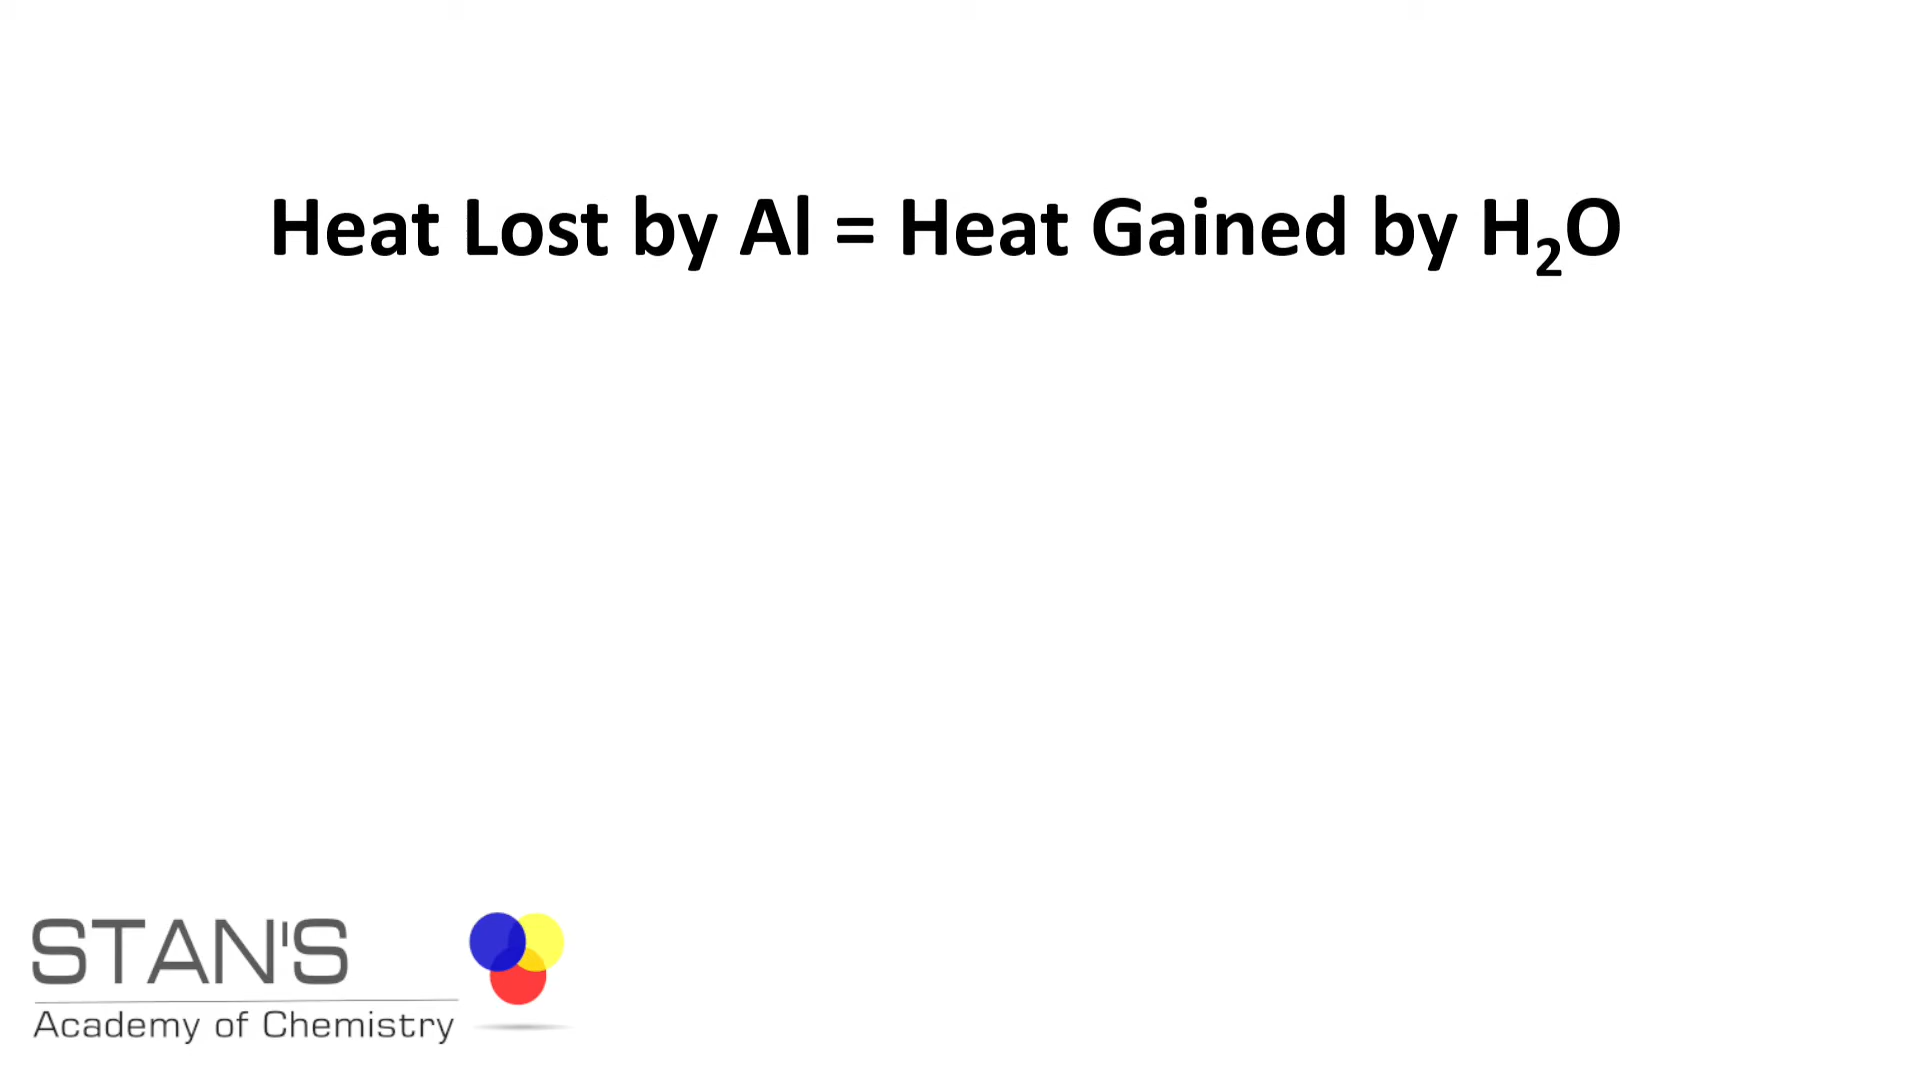 Heat Lost by Al = Heat Gained by H₂O
STAN'S
Academy of Chemistry